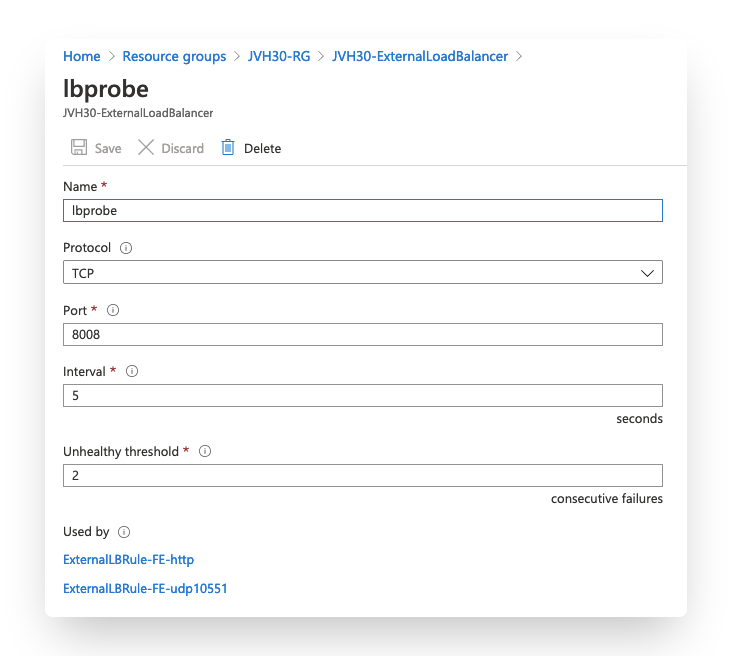 Home > Resource groups > JVH30-RG > JVH30-ExternalLoadBalancer >
lbprobe
JVH30-ExternalLoadBalancer
Save Discard Delete
Name *
lbprobe
Protocol
TCP
Port *
8008
Interval *
5
seconds
Unhealthy threshold *
2
consecutive failures
Used by
ExternalLBRule-FE-http
ExternalLBRule-FE-udp10551